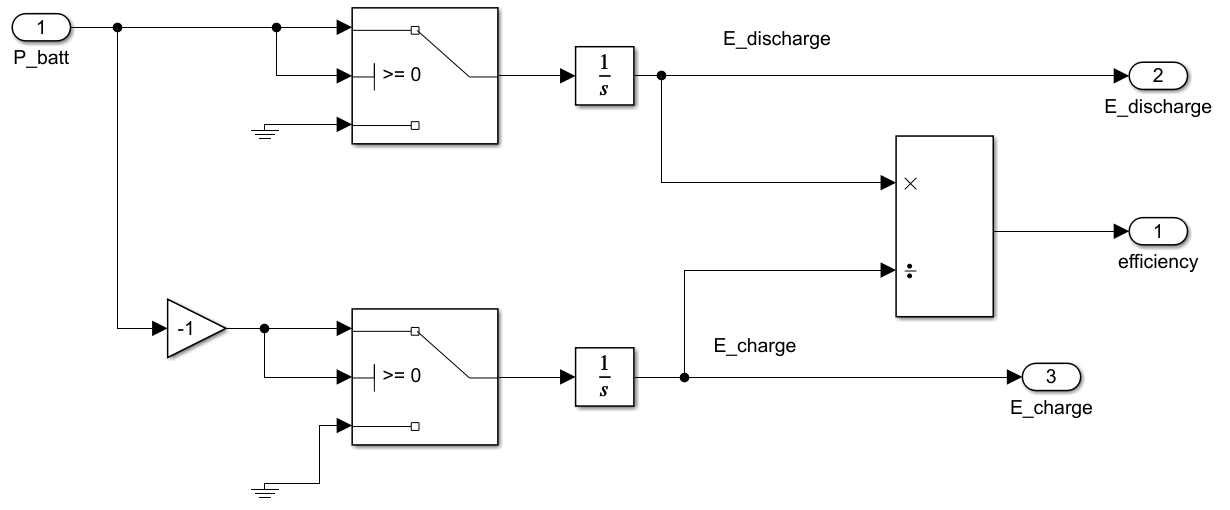 1
P_batt
>= 0
1
s
E_discharge
2
E_discharge
×
÷
1
efficiency
-1
>= 0
1
s
E_charge
3
E_charge